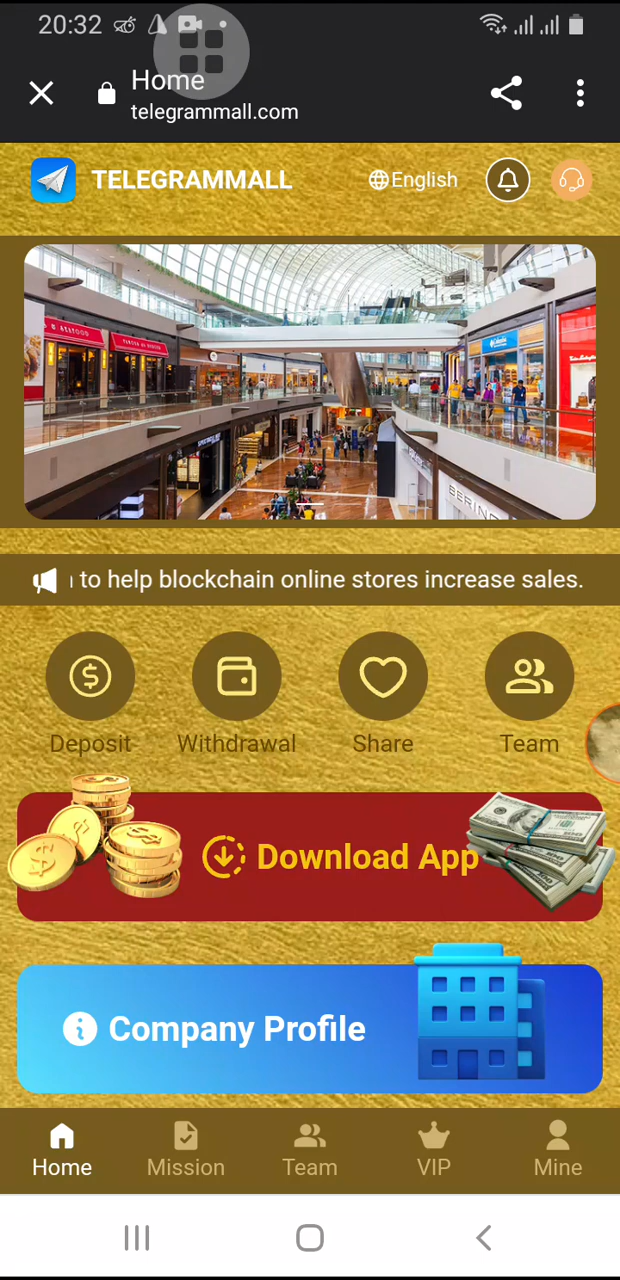 20:32
Home
telegrammall.com
TELEGRAMMALL
English
to help blockchain online stores increase sales.
Deposit
Withdrawal
Share
Team
Download App
Company Profile
Home
Mission
Team
VIP
Mine